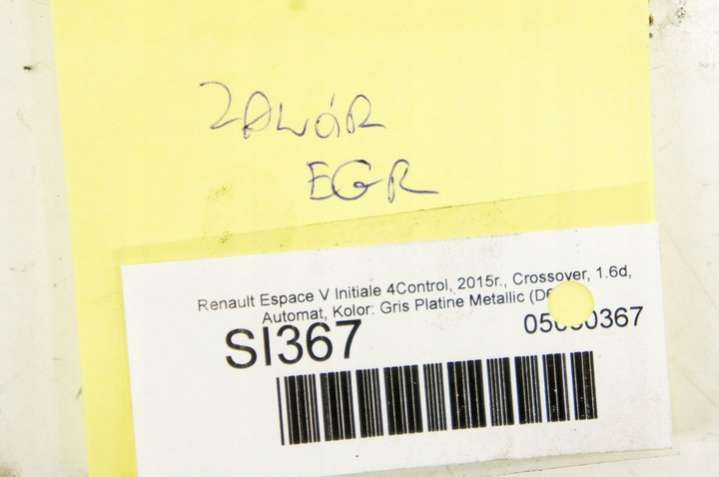 ZAWÓR
EGR
Renault Espace V Initiale 4Control, 2015r., Crossover, 1.6d,
Automat, Kolor: Gris Platine Metallic
SI367